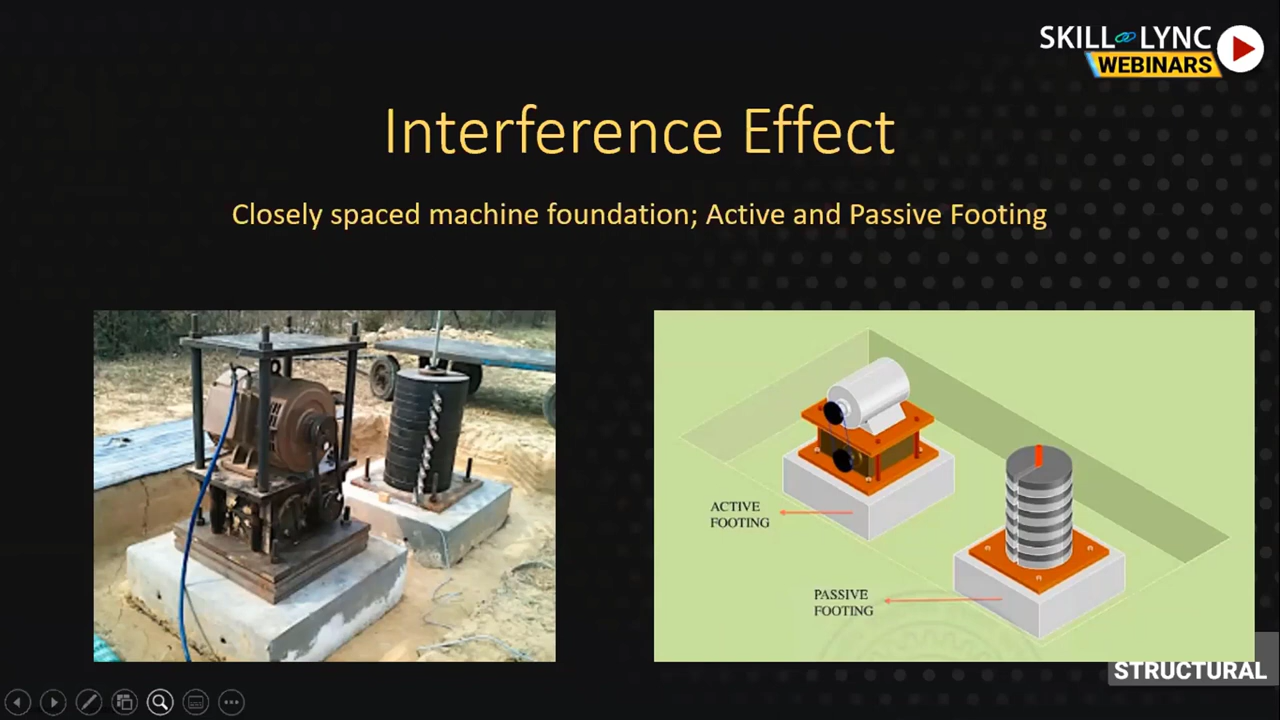 SKILL LYNC
WEBINARS
Interference Effect
Closely spaced machine foundation; Active and Passive Footing
ACTIVE
FOOTING
PASSIVE
FOOTING
STRUCTURAL